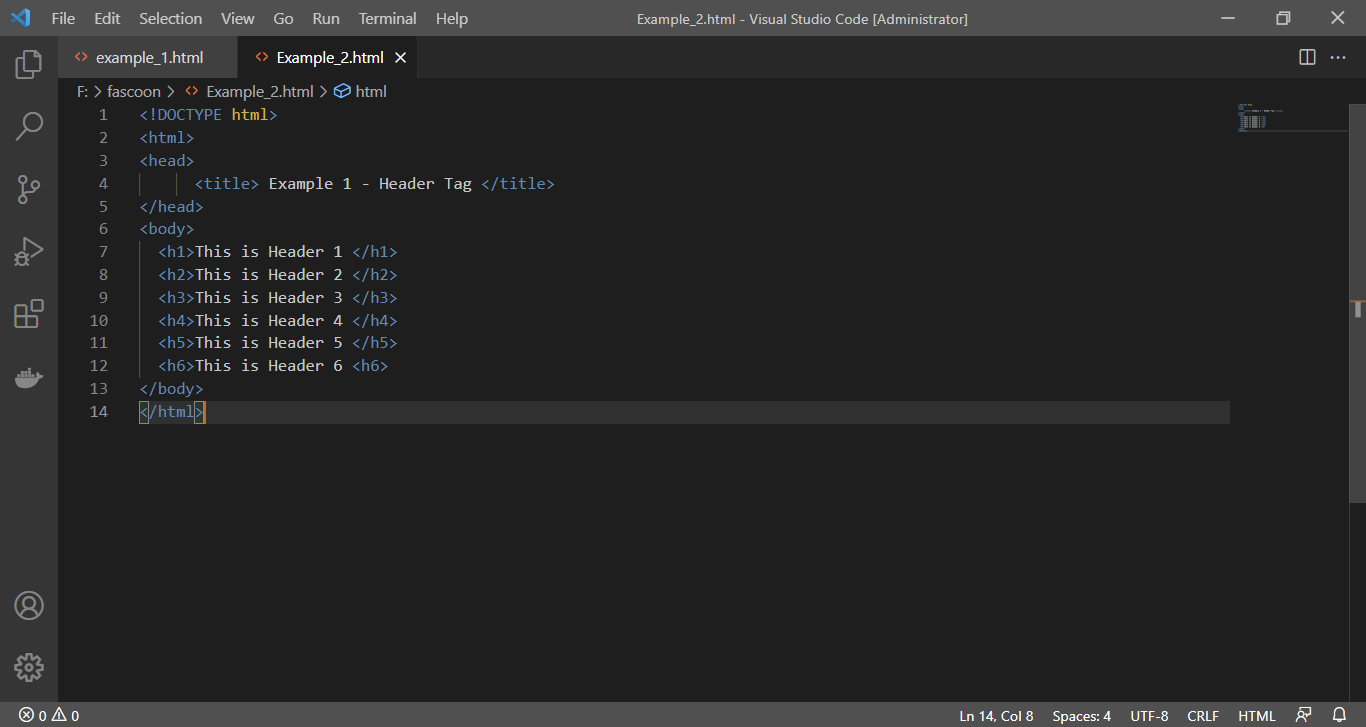 File Edit Selection View Go Run Terminal Help Example_2.html - Visual Studio Code [Administrator]
example_1.html Example_2.html
F: > fascoon > Example_2.html > html
1 <!DOCTYPE html>
2 <html>
3 <head>
4 <title> Example 1 - Header Tag </title>
5 </head>
6 <body>
7 <h1>This is Header 1 </h1>
8 <h2>This is Header 2 </h2>
9 <h3>This is Header 3 </h3>
10 <h4>This is Header 4 </h4>
11 <h5>This is Header 5 </h5>
12 <h6>This is Header 6 <h6>
13 </body>
14 </html>
0 0 Ln 14, Col 8 Spaces: 4 UTF-8 CRLF HTML